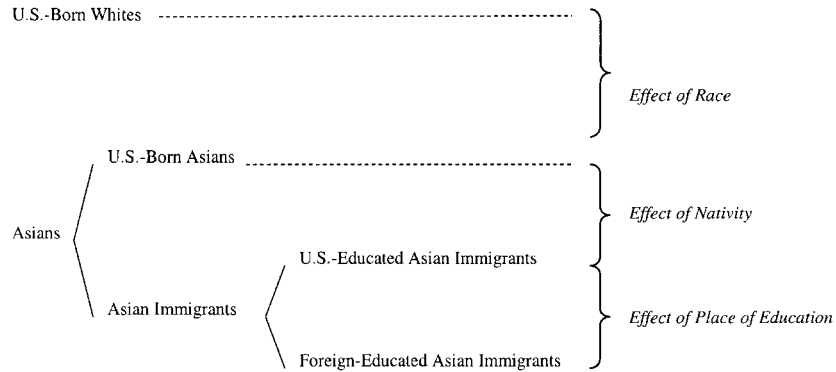 U.S.-Born Whites
Effect of Race
U.S.-Born Asians
Effect of Nativity
Asians
U.S.-Educated Asian Immigrants
Asian Immigrants
Effect of Place of Education
Foreign-Educated Asian Immigrants